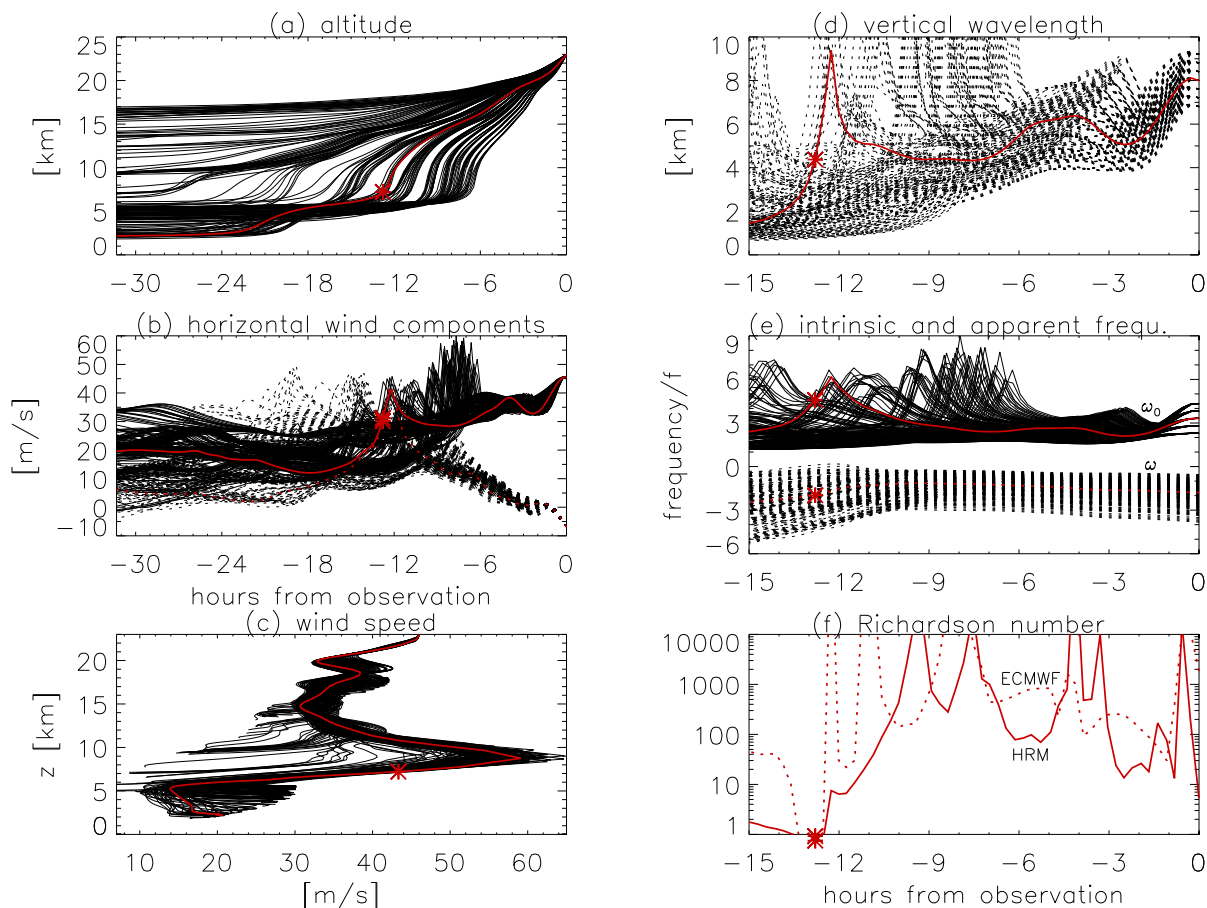 (a) altitude
25
20
15
10
5
0
[km]
−30 −24 −18 −12 −6 0
(b) horizontal wind components
60
50
40
30
20
10
0
−10
[m/s]
−30 −24 −18 −12 −6 0
hours from observation
(c) wind speed
20
15
10
5
0
z [km]
10 20 30 40 50 60
[m/s]
(d) vertical wavelength
10
8
6
4
2
0
[km]
−15 −12 −9 −6 −3 0
(e) intrinsic and apparent frequ.
9
6
3
0
−3
−6
frequency/f
ω0
ω
−15 −12 −9 −6 −3 0
(f) Richardson number
10000
1000
100
10
1
ECMWF
HRM
−15 −12 −9 −6 −3 0
hours from observation